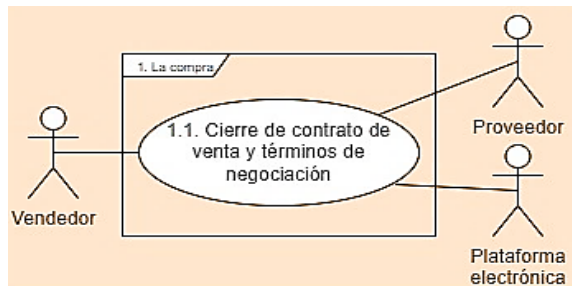 1. La compra
1.1. Cierre de contrato de
venta y términos de
negociación
Vendedor
Proveedor
Plataforma
electrónica